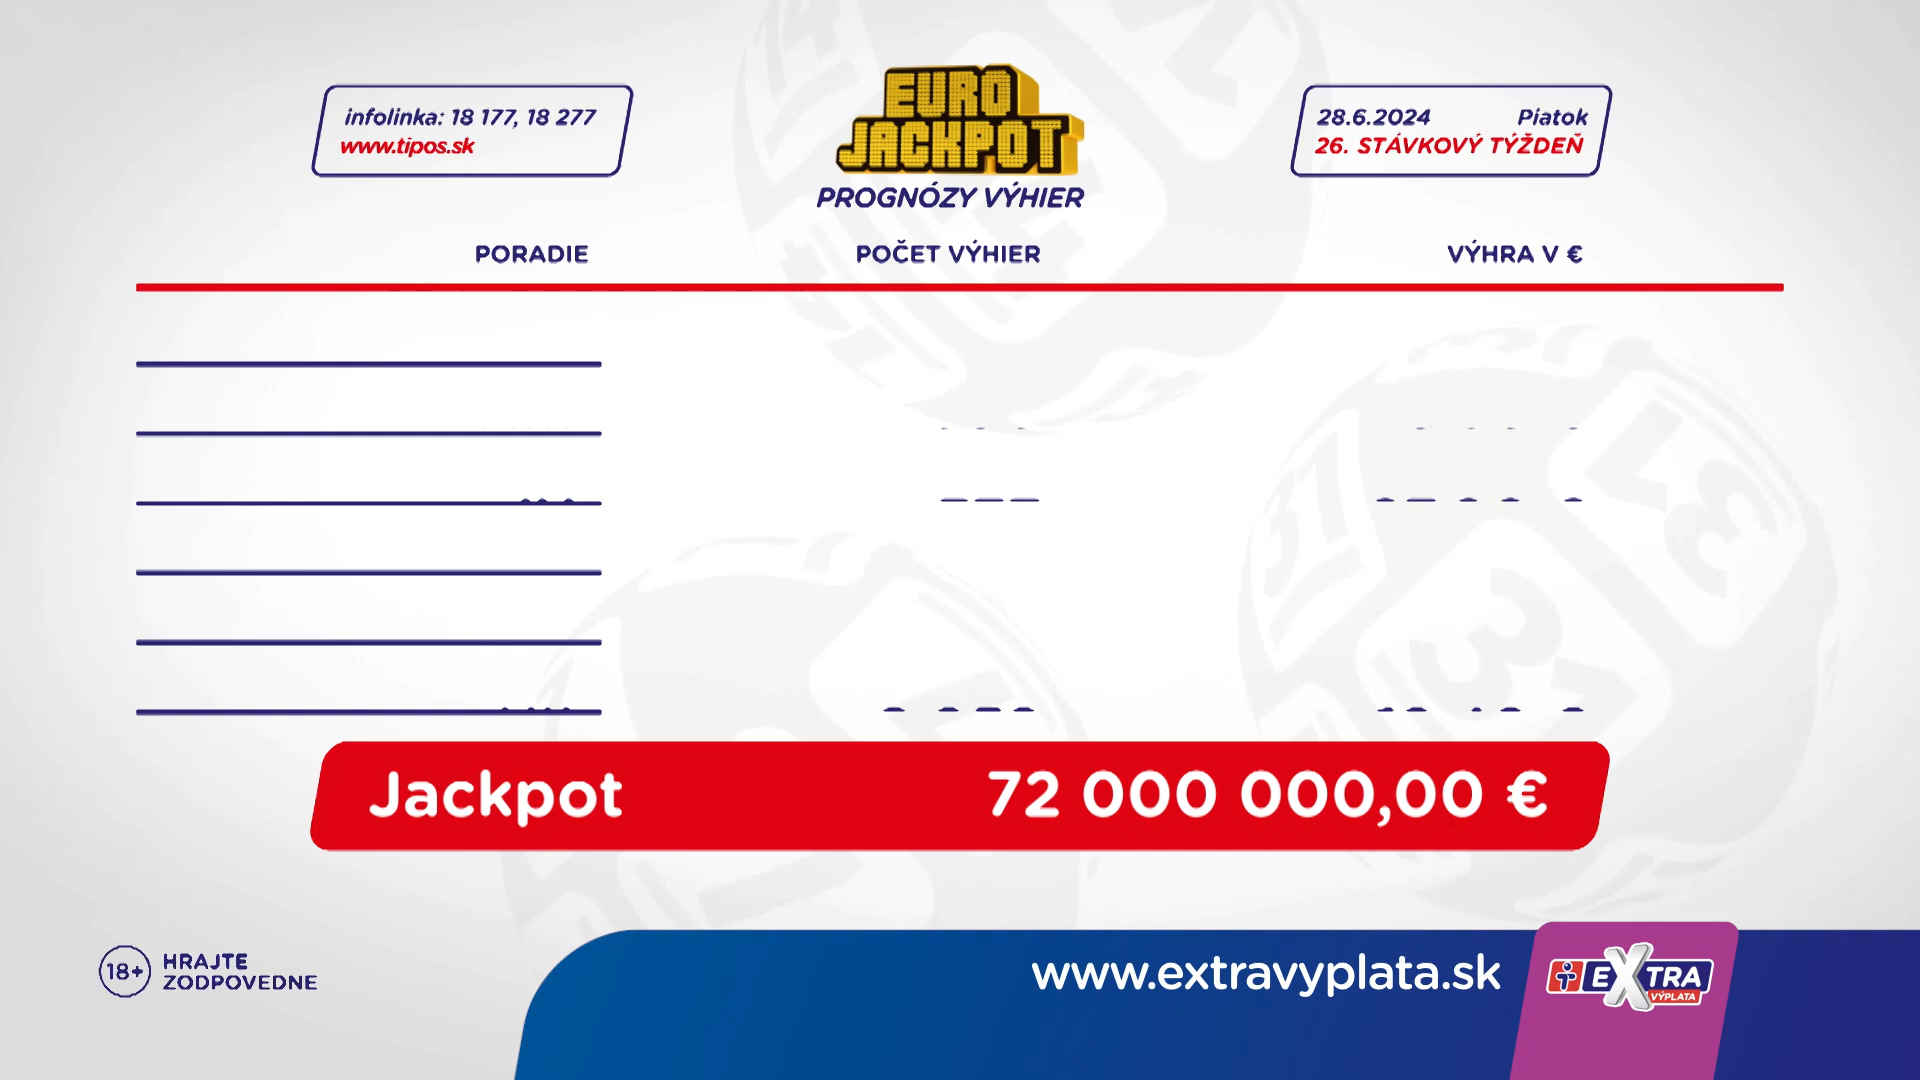 infolinka: 18 177, 18 277
www.tipos.sk
EURO
JACKPOT
PROGNÓZY VÝHIER
28.6.2024 Piatok
26. STÁVKOVÝ TÝŽDEŇ
PORADIE POČET VÝHIER VÝHRA V €
Jackpot 72 000 000,00 €
18+ HRAJTE
ZODPOVEDNE
www.extravyplata.sk
EXTRA
VÝPLATA